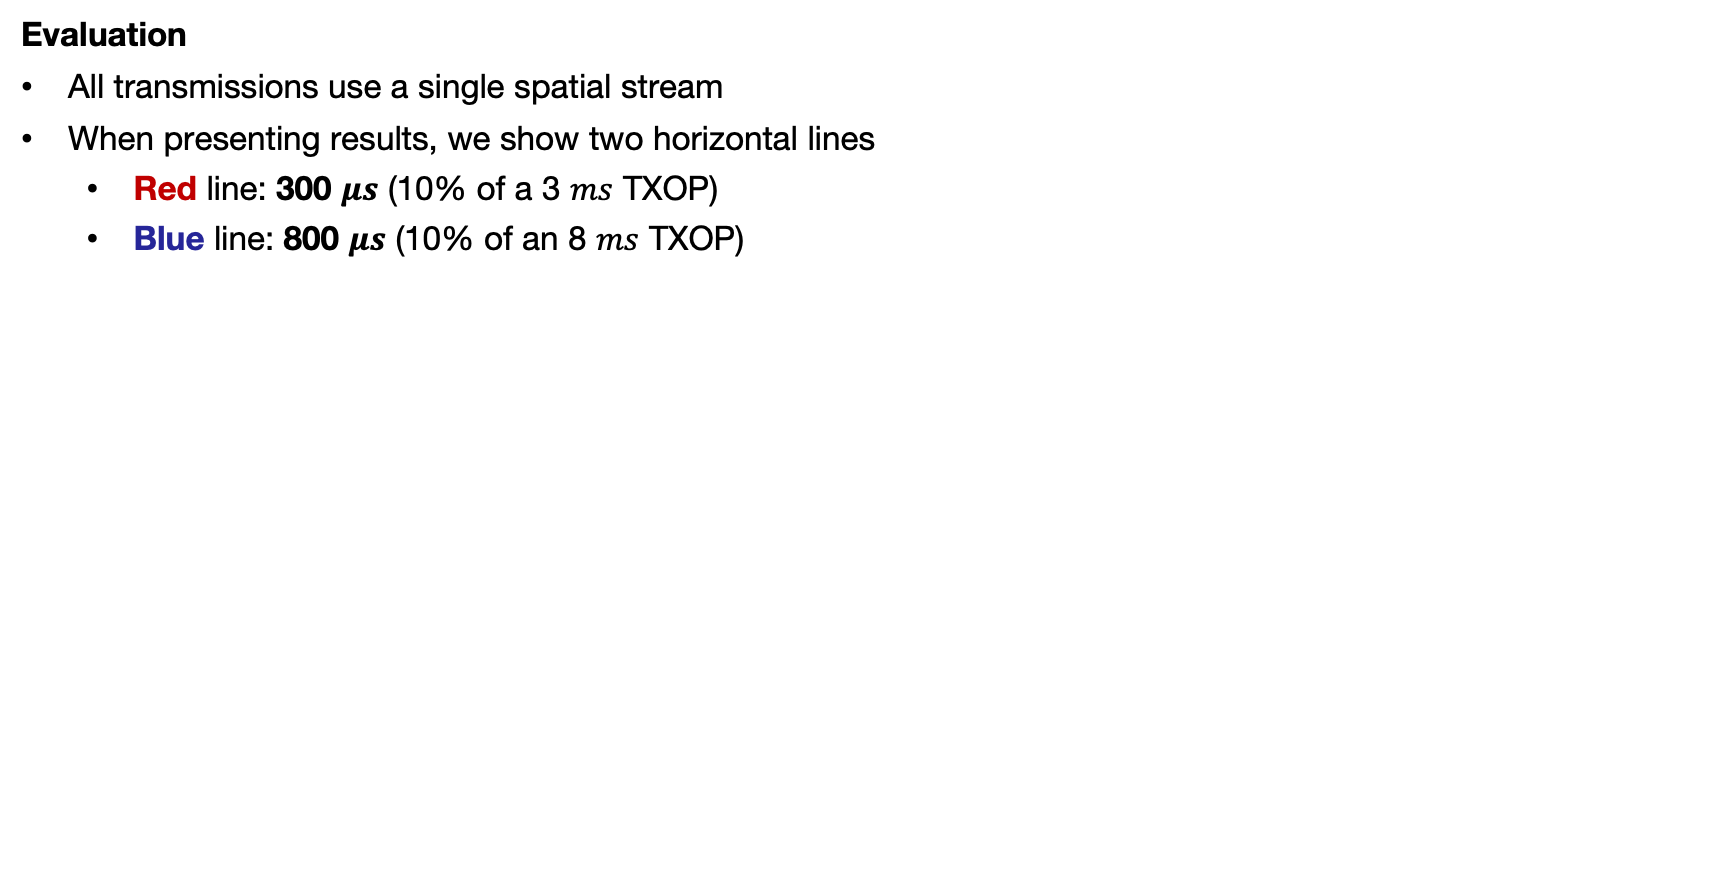 Evaluation
• All transmissions use a single spatial stream
• When presenting results, we show two horizontal lines
• Red line: 300 μs (10% of a 3 ms TXOP)
• Blue line: 800 μs (10% of an 8 ms TXOP)